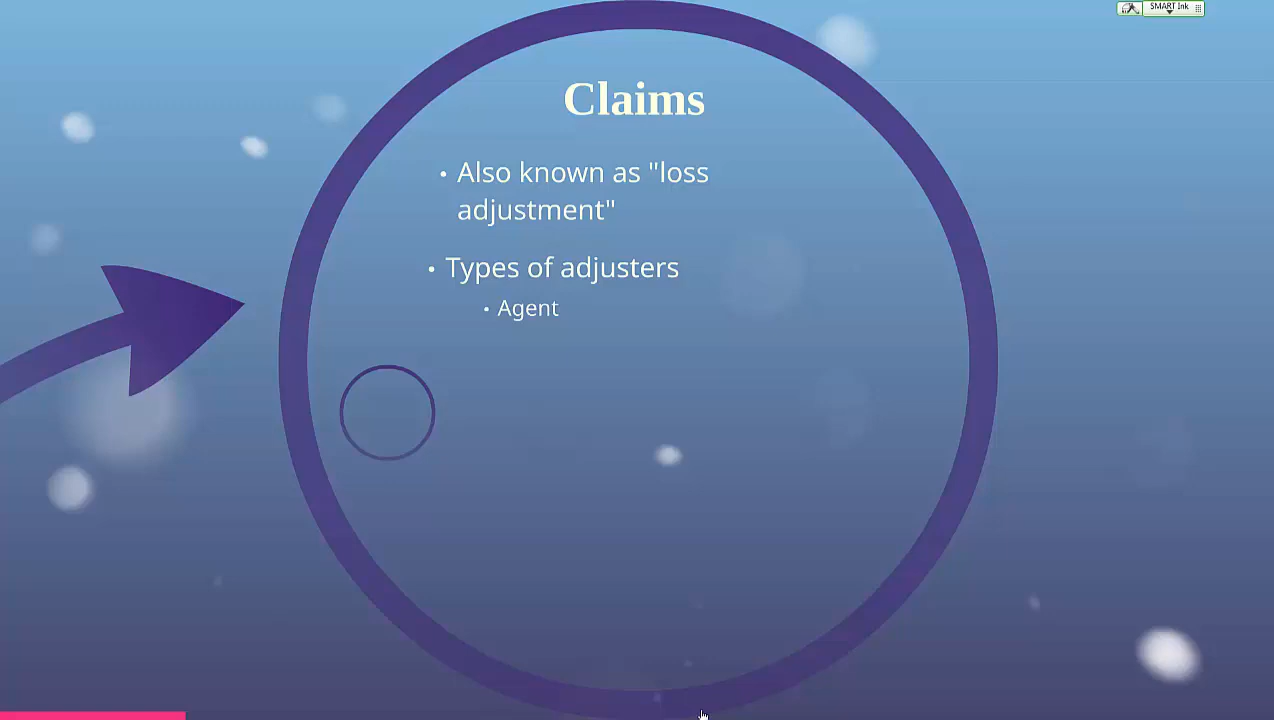 SMART Ink
Claims
• Also known as "loss
adjustment"
• Types of adjusters
• Agent